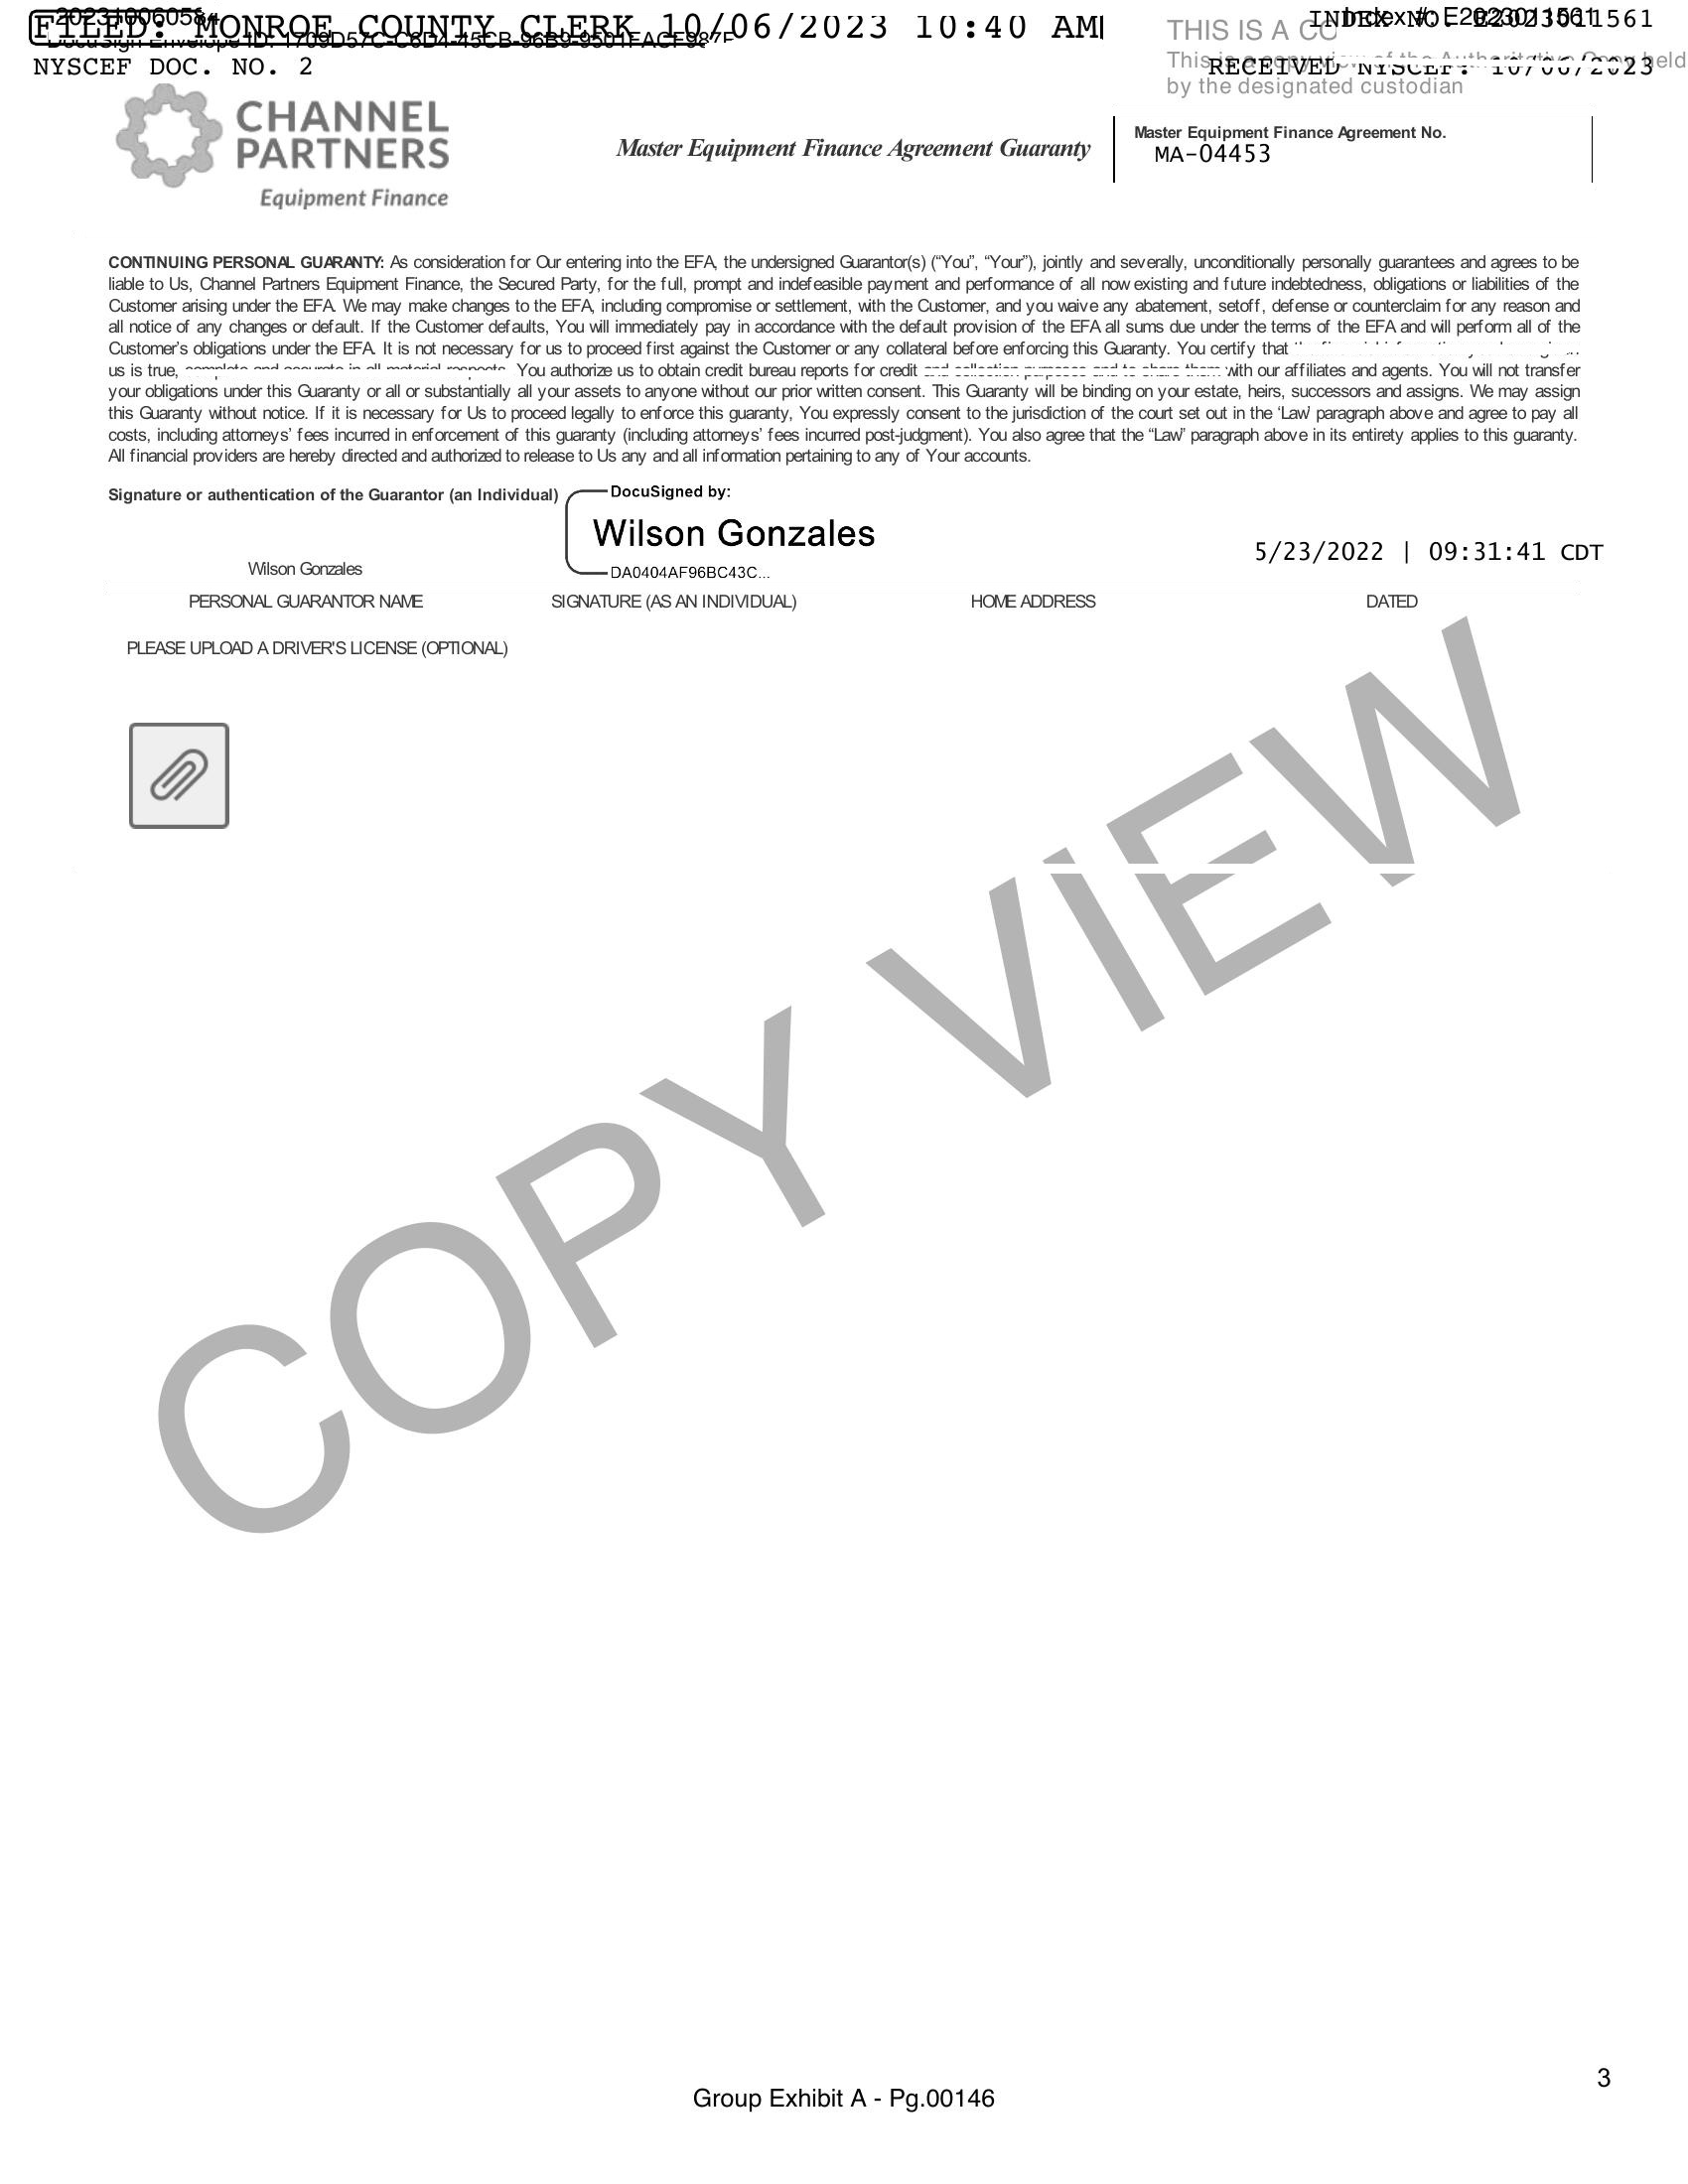 202310060584
FILED: MONROE COUNTY CLERK 10/06/2023 10:40 AM
INDEX NO. E2023011561
Index #: E2023011561
DocuSign Envelope ID:
THIS IS A
NYSCEF DOC. NO. 2
This is a copy view of the Authoritative Copy held
RECEIVED NYSCEF: 10/06/2023
by the designated custodian
CHANNEL
PARTNERS
Equipment Finance
Master Equipment Finance Agreement Guaranty
Master Equipment Finance Agreement No.
MA-04453
CONTINUING PERSONAL GUARANTY: As consideration for Our entering into the EFA, the undersigned Guarantor(s) (“You”, “Your”), jointly and severally, unconditionally personally guarantees and agrees to be
liable to Us, Channel Partners Equipment Finance, the Secured Party, for the full, prompt and indefeasible payment and performance of all now existing and future indebtedness, obligations or liabilities of the
Customer arising under the EFA. We may make changes to the EFA, including compromise or settlement, with the Customer, and you waive any abatement, setoff, defense or counterclaim for any reason and
all notice of any changes or default. If the Customer defaults, You will immediately pay in accordance with the default provision of the EFA all sums due under the terms of the EFA and will perform all of the
Customer’s obligations under the EFA. It is not necessary for us to proceed first against the Customer or any collateral before enforcing this Guaranty. You certify that
us is true, complete and accurate in all material respects. You authorize us to obtain credit bureau reports for credit and collection purposes and to share them with our affiliates and agents. You will not transfer
your obligations under this Guaranty or all or substantially all your assets to anyone without our prior written consent. This Guaranty will be binding on your estate, heirs, successors and assigns. We may assign
this Guaranty without notice. If it is necessary for Us to proceed legally to enforce this guaranty, You expressly consent to the jurisdiction of the court set out in the ‘Law’ paragraph above and agree to pay all
costs, including attorneys’ fees incurred in enforcement of this guaranty (including attorneys’ fees incurred post-judgment). You also agree that the “Law” paragraph above in its entirety applies to this guaranty.
All financial providers are hereby directed and authorized to release to Us any and all information pertaining to any of Your accounts.
Signature or authentication of the Guarantor (an Individual)
DocuSigned by:
Wilson Gonzales
5/23/2022 | 09:31:41 CDT
Wilson Gonzales
DA0404AF96BC43C...
PERSONAL GUARANTOR NAME SIGNATURE (AS AN INDIVIDUAL) HOME ADDRESS DATED
PLEASE UPLOAD A DRIVER'S LICENSE (OPTIONAL)
COPY VIEW
3
Group Exhibit A - Pg.00146